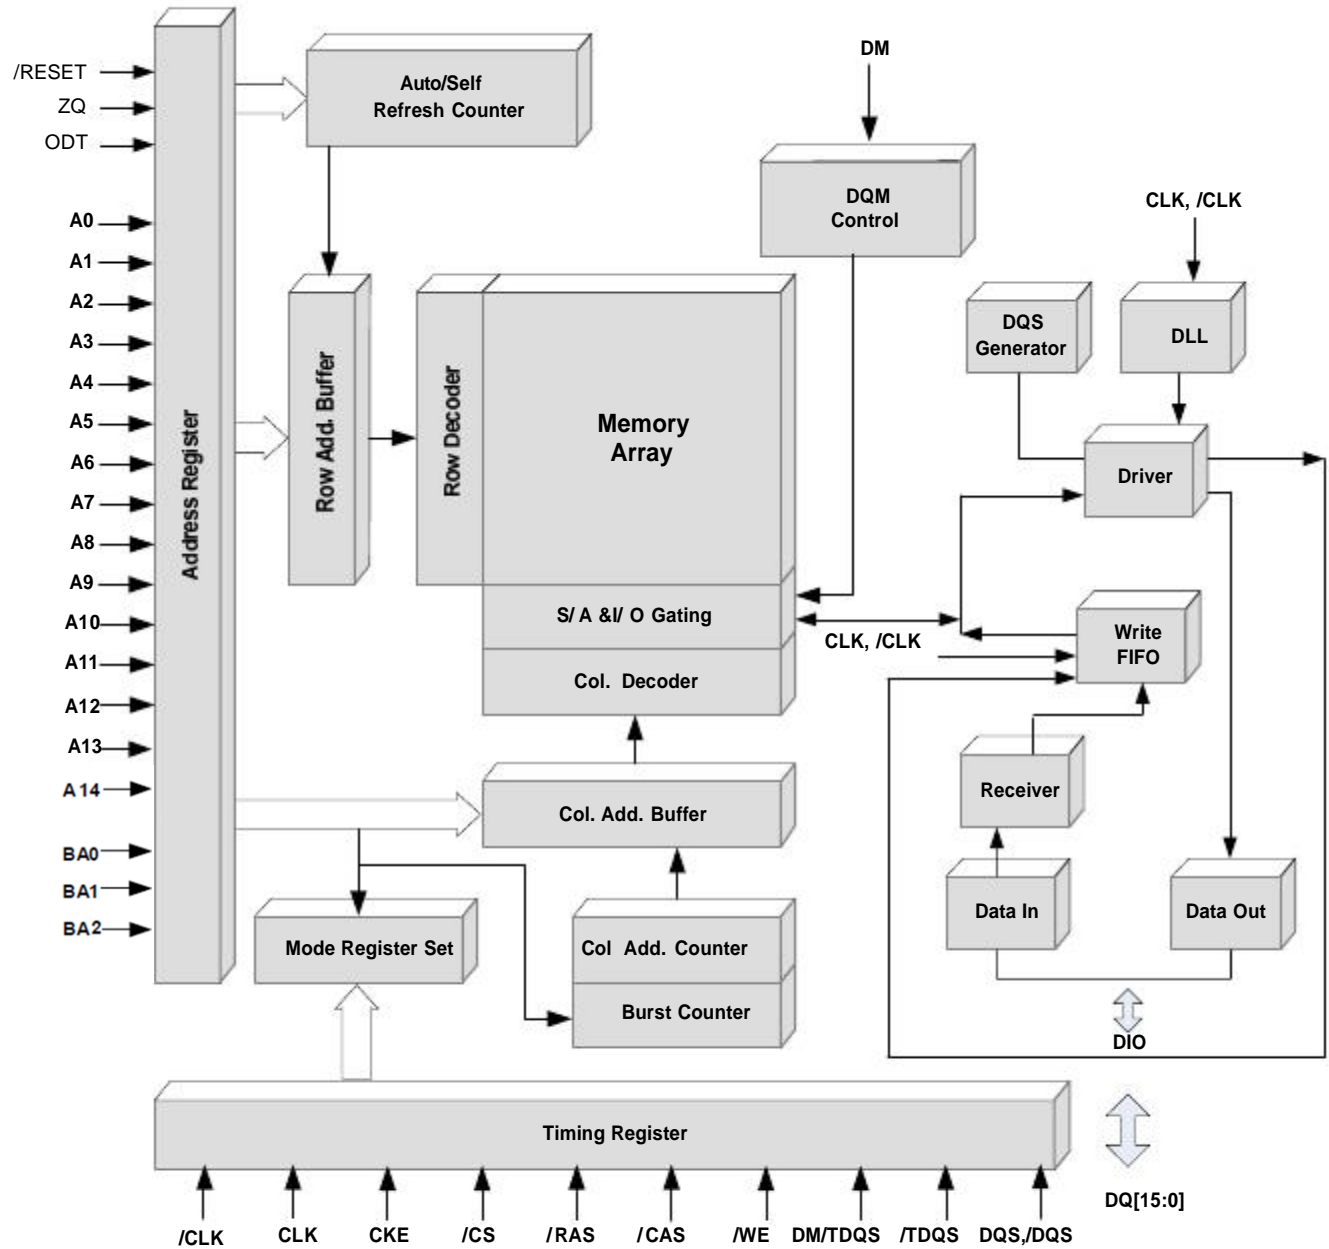 /RESET
ZQ
ODT
A0
A1
A2
A3
A4
A5
A6
A7
A8
A9
A10
A11
A12
A13
A14
BA0
BA1
BA2
Address Register
Auto/Self
Refresh Counter
Row Add. Buffer
Row Decoder
Memory
Array
S/ A &I/ O Gating
Col. Decoder
Col. Add. Buffer
Col Add. Counter
Burst Counter
Mode Register Set
DM
DQM
Control
CLK, /CLK
DQS
Generator
DLL
Driver
CLK, /CLK
Write
FIFO
Receiver
Data In
Data Out
DIO
Timing Register
DQ[15:0]
/CLK
CLK
CKE
/CS
/RAS
/CAS
/WE
DM/TDQS
/TDQS
DQS,/DQS